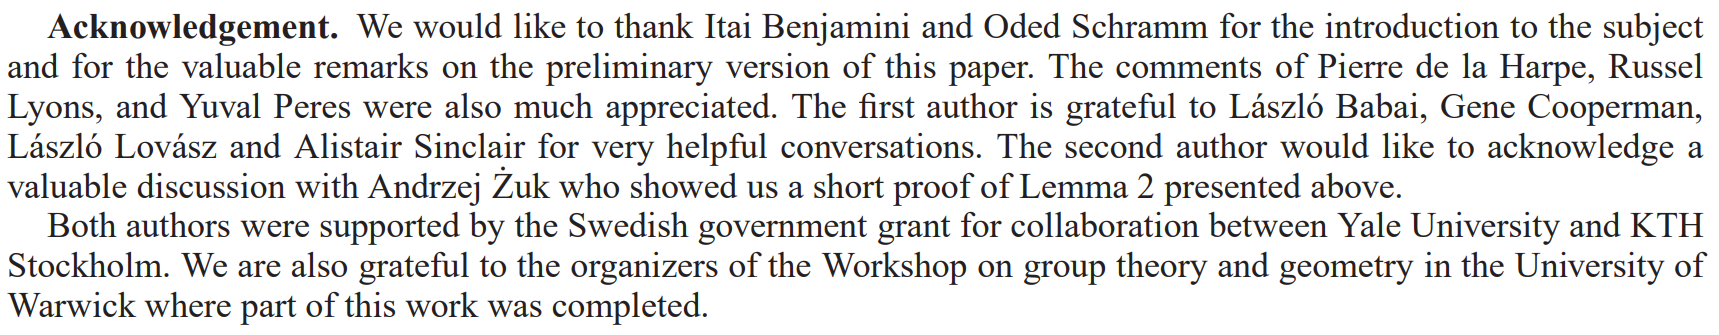 Acknowledgement. We would like to thank Itai Benjamini and Oded Schramm for the introduction to the subject
and for the valuable remarks on the preliminary version of this paper. The comments of Pierre de la Harpe, Russel
Lyons, and Yuval Peres were also much appreciated. The first author is grateful to László Babai, Gene Cooperman,
László Lovász and Alistair Sinclair for very helpful conversations. The second author would like to acknowledge a
valuable discussion with Andrzej Żuk who showed us a short proof of Lemma 2 presented above.
Both authors were supported by the Swedish government grant for collaboration between Yale University and KTH
Stockholm. We are also grateful to the organizers of the Workshop on group theory and geometry in the University of
Warwick where part of this work was completed.